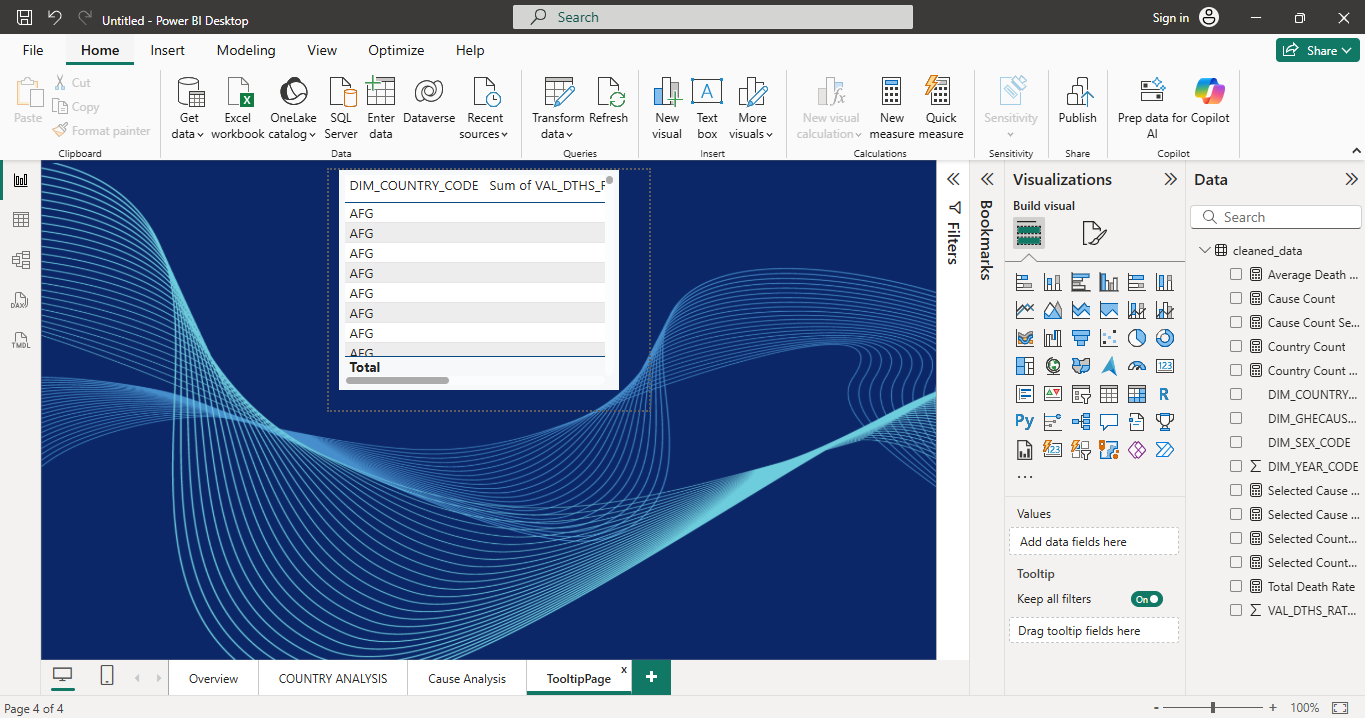 Untitled - Power BI Desktop
Search
Sign in
File
Home
Insert
Modeling
View
Optimize
Help
Share
Paste
Cut
Copy
Format painter
Clipboard
Get data
Excel workbook
OneLake catalog
SQL Server
Enter data
Dataverse
Recent sources
Data
Transform data
Refresh
Queries
New visual
Text box
More visuals
Insert
New visual calculation
New measure
Quick measure
Calculations
Sensitivity
Sensitivity
Publish
Share
Prep data for AI
Copilot
Copilot
DAX
TMDL
DIM_COUNTRY_CODE Sum of VAL_DTHS_F
AFG
AFG
AFG
AFG
AFG
AFG
AFG
AFG
Total
Filters
Bookmarks
Visualizations
Build visual
123
R
Py
123
...
Values
Add data fields here
Tooltip
Keep all filters
On
Drag tooltip fields here
Data
Search
cleaned_data
Average Death ...
Cause Count
Cause Count Se...
Country Count
Country Count ...
DIM_COUNTRY...
DIM_GHECAUS...
DIM_SEX_CODE
DIM_YEAR_CODE
Selected Cause ...
Selected Cause ...
Selected Count...
Selected Count...
Total Death Rate
VAL_DTHS_RAT...
Overview
COUNTRY ANALYSIS
Cause Analysis
TooltipPage
x
+
Page 4 of 4
- + 100%